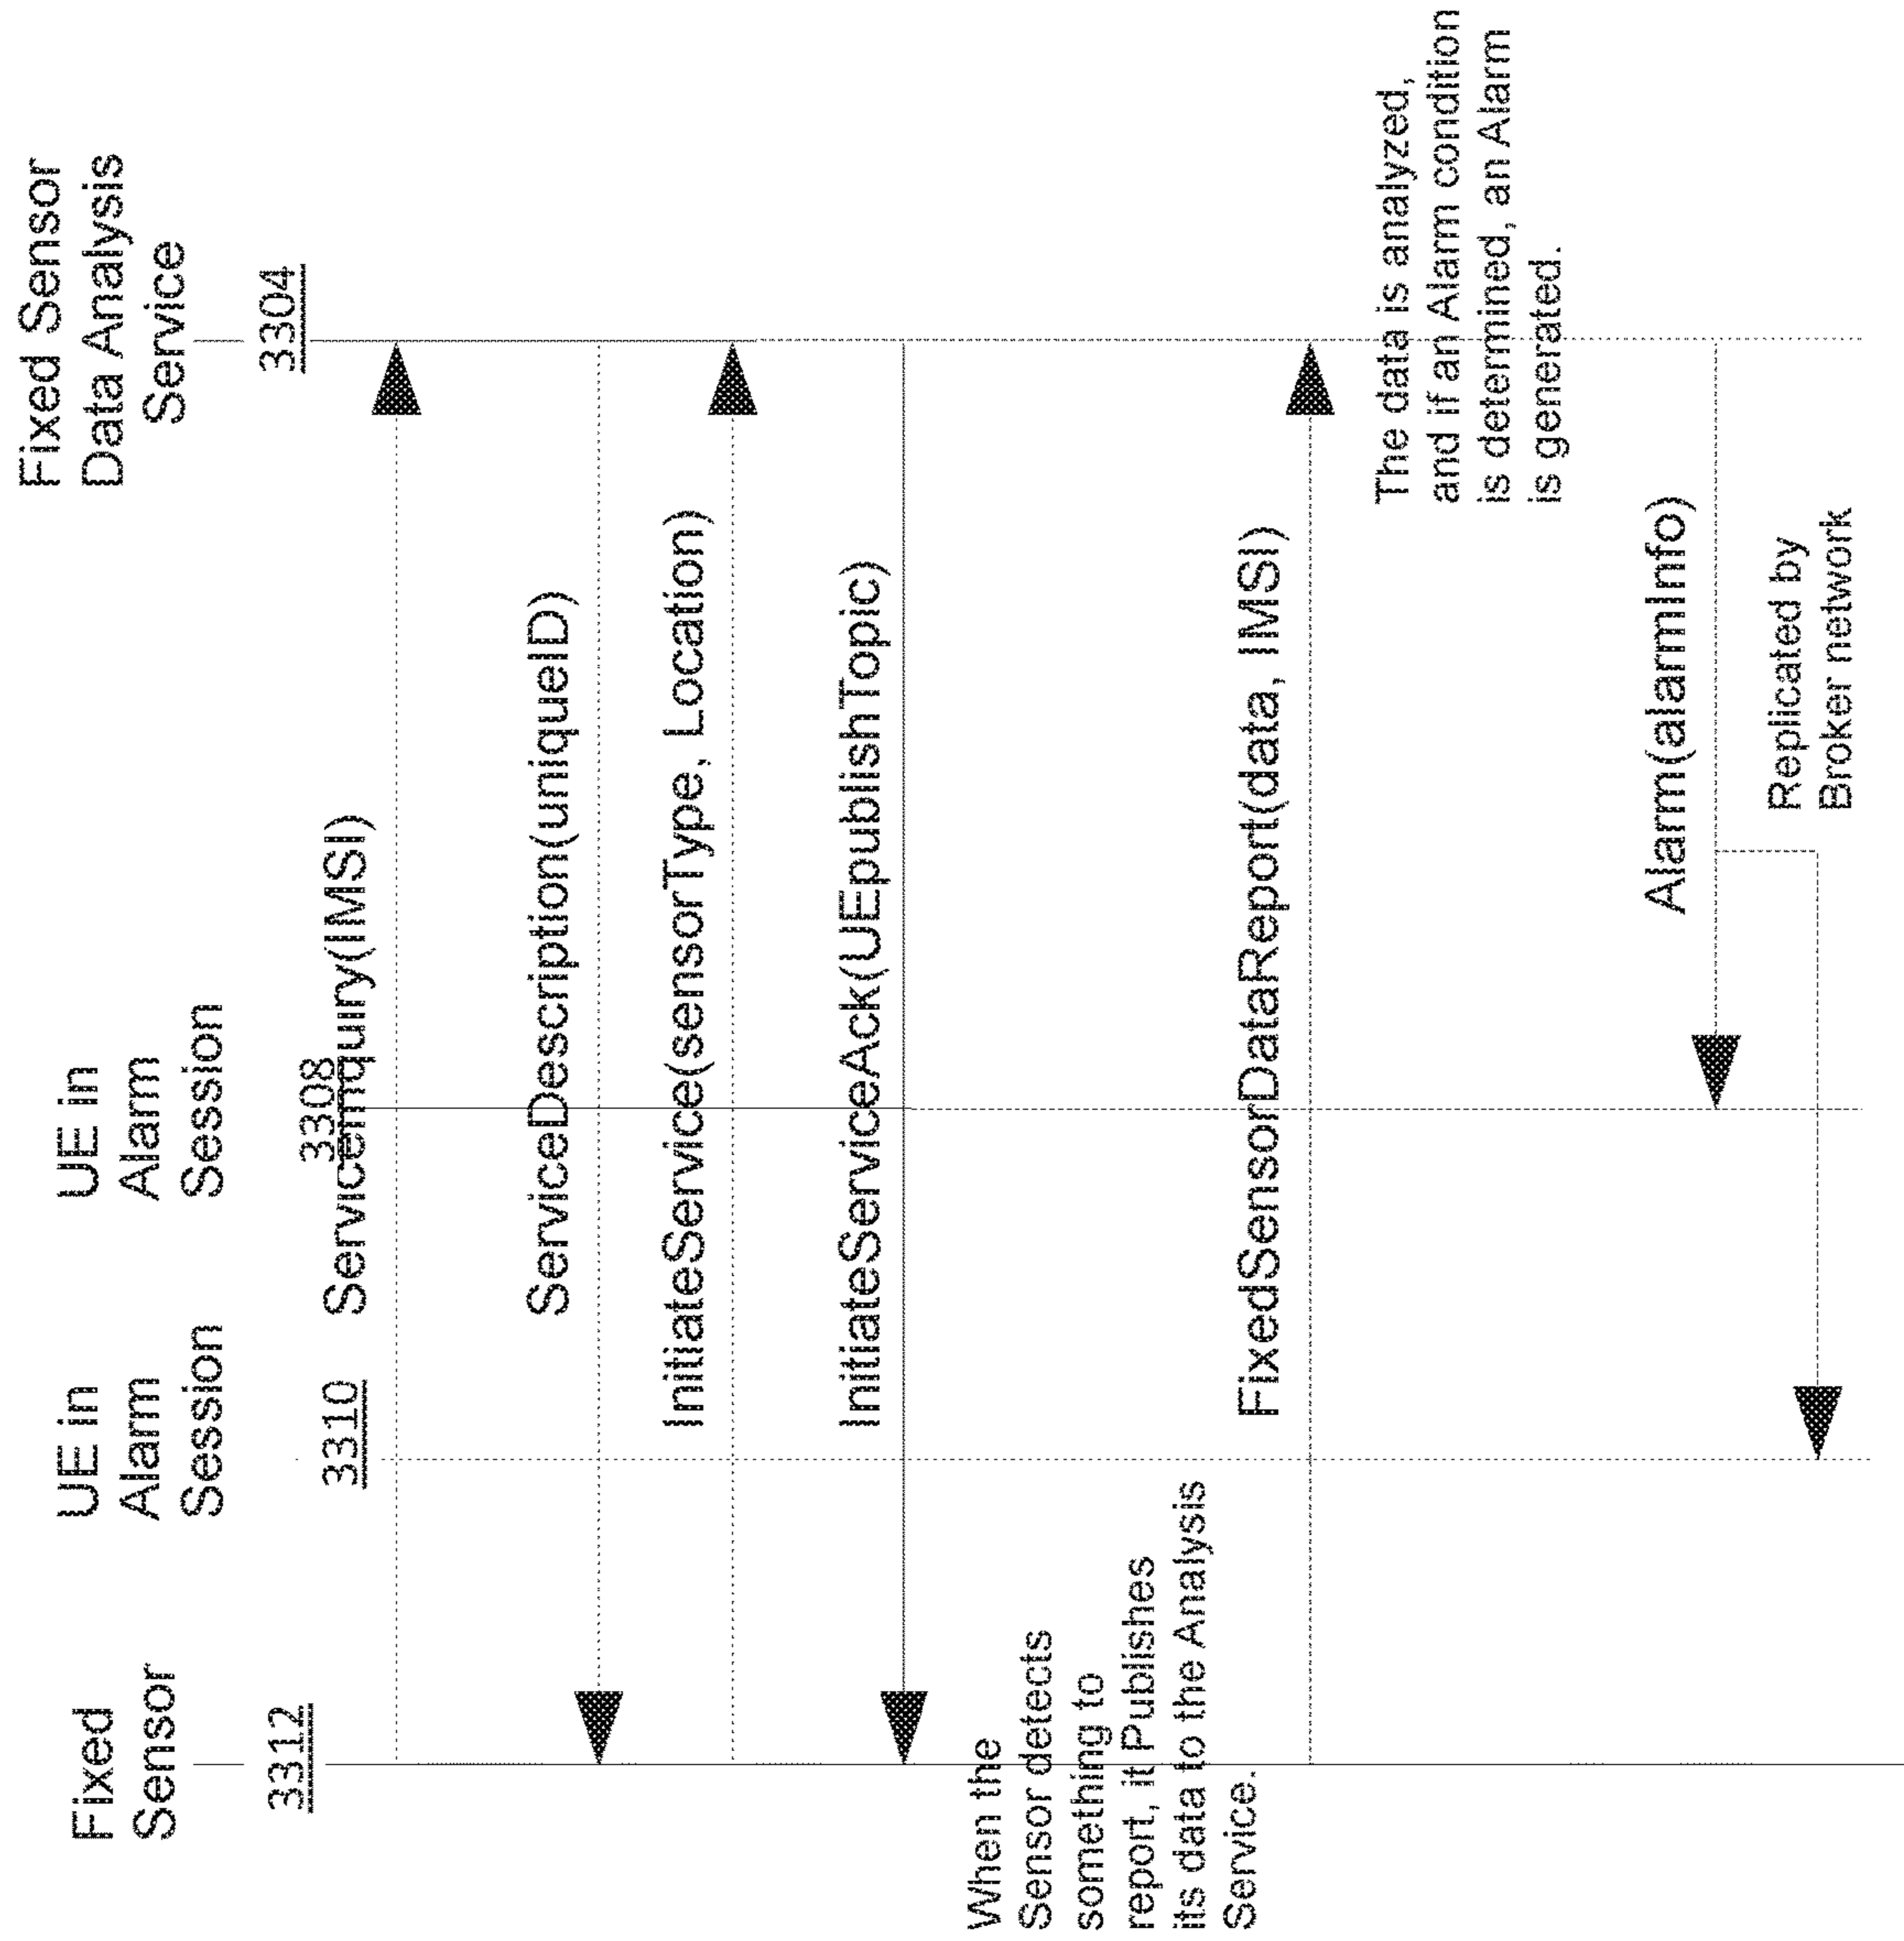 Fixed
Sensor
3312
UE in
Alarm
Session
3310
UE in
Alarm
Session
3308
Fixed Sensor
Data Analysis
Service
3304
ServiceInquiry(IMSI)
ServiceDescription(uniqueID)
InitiateService(sensorType, Location)
InitiateServiceAck(UEpublishTopic)
When the
Sensor detects
something to
report, it Publishes
its data to the Analysis
Service.
FixedSensorDataReport(data, IMSI)
The data is analyzed,
and if an Alarm condition
is determined, an Alarm
is generated.
Alarm(alarmInfo)
Replicated by
Broker network